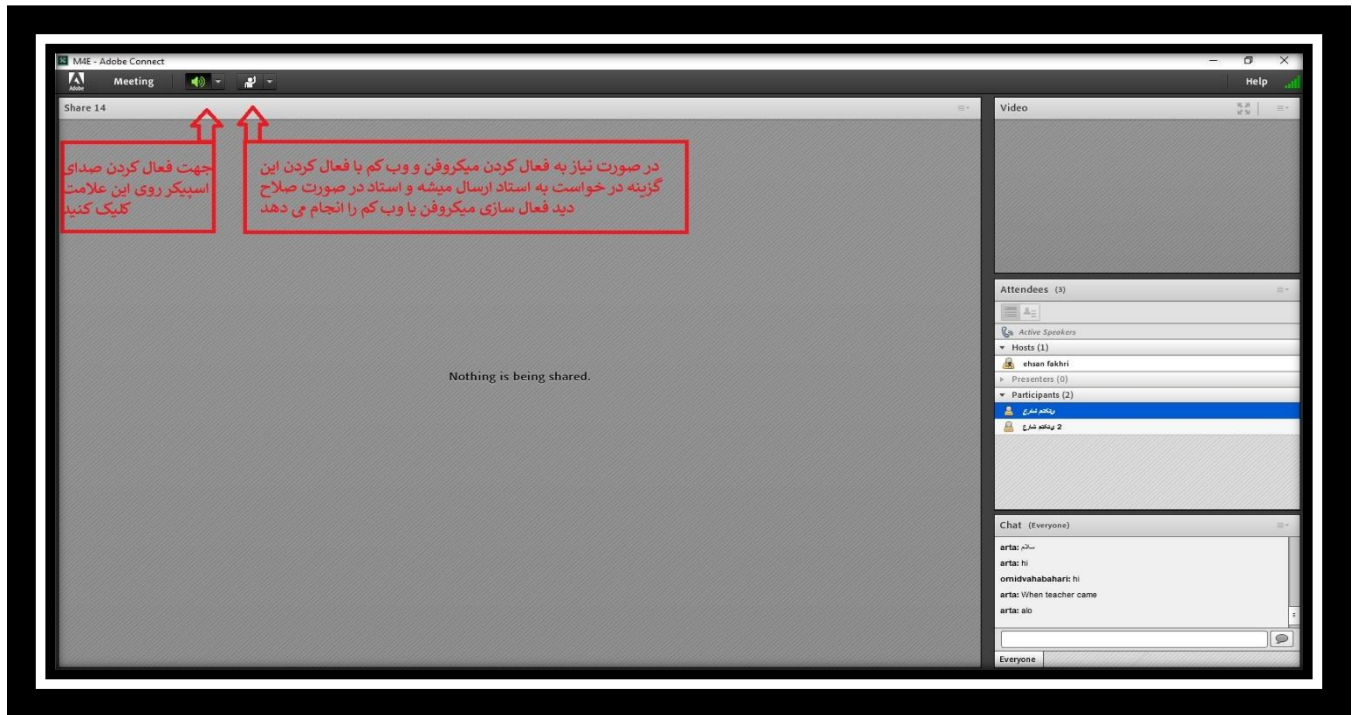 M4E - Adobe Connect
Adobe
Meeting
Help
Share 14
Video
جهت فعال کردن صدای
اسپیکر روی این علامت
کلیک کنید
در صورت نیاز به فعال کردن میکروفن و وب کم با فعال کردن این
گزینه در خواست به استاد ارسال میشه و استاد در صورت صلاح
دید فعال سازی میکروفن یا وب کم را انجام می دهد
Nothing is being shared.
Attendees (3)
Active Speakers
Hosts (1)
ehsan fakhri
Presenters (0)
Participants (2)
2
Chat (Everyone)
arta: سلام
arta: hi
omidvahabahari: hi
arta: When teacher came
arta: alo
Everyone